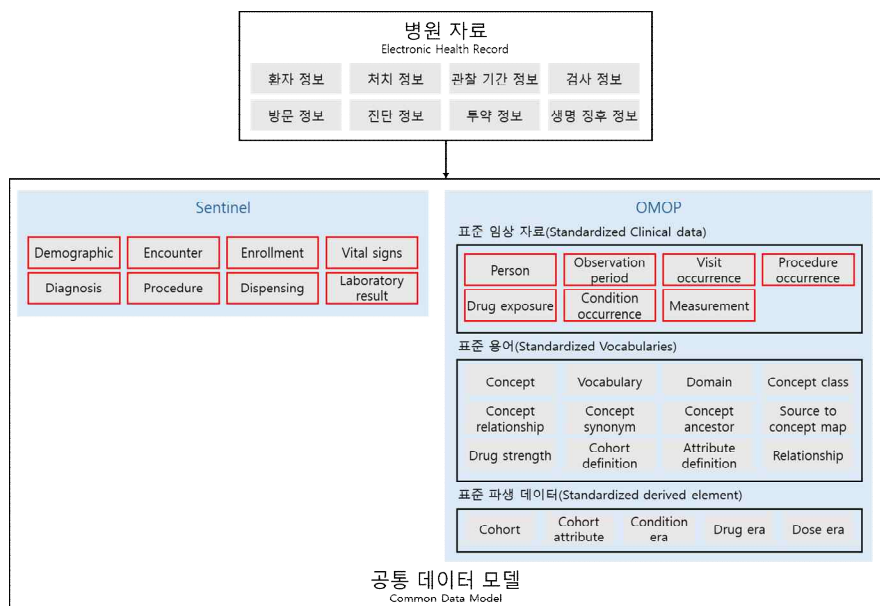 병원 자료
Electronic Health Record
환자 정보
처치 정보
관찰 기간 정보
검사 정보
방문 정보
진단 정보
투약 정보
생명 징후 정보
Sentinel
Demographic
Encounter
Enrollment
Vital signs
Diagnosis
Procedure
Dispensing
Laboratory
result
OMOP
표준 임상 자료(Standardized Clinical data)
Person
Observation
period
Visit
occurrence
Procedure
occurrence
Drug exposure
Condition
occurrence
Measurement
표준 용어(Standardized Vocabularies)
Concept
Vocabulary
Domain
Concept class
Concept
relationship
Concept
synonym
Concept
ancestor
Source to
concept map
Drug strength
Cohort
definition
Attribute
definition
Relationship
표준 파생 데이터(Standardized derived element)
Cohort
Cohort
attribute
Condition
era
Drug era
Dose era
공통 데이터 모델
Common Data Model